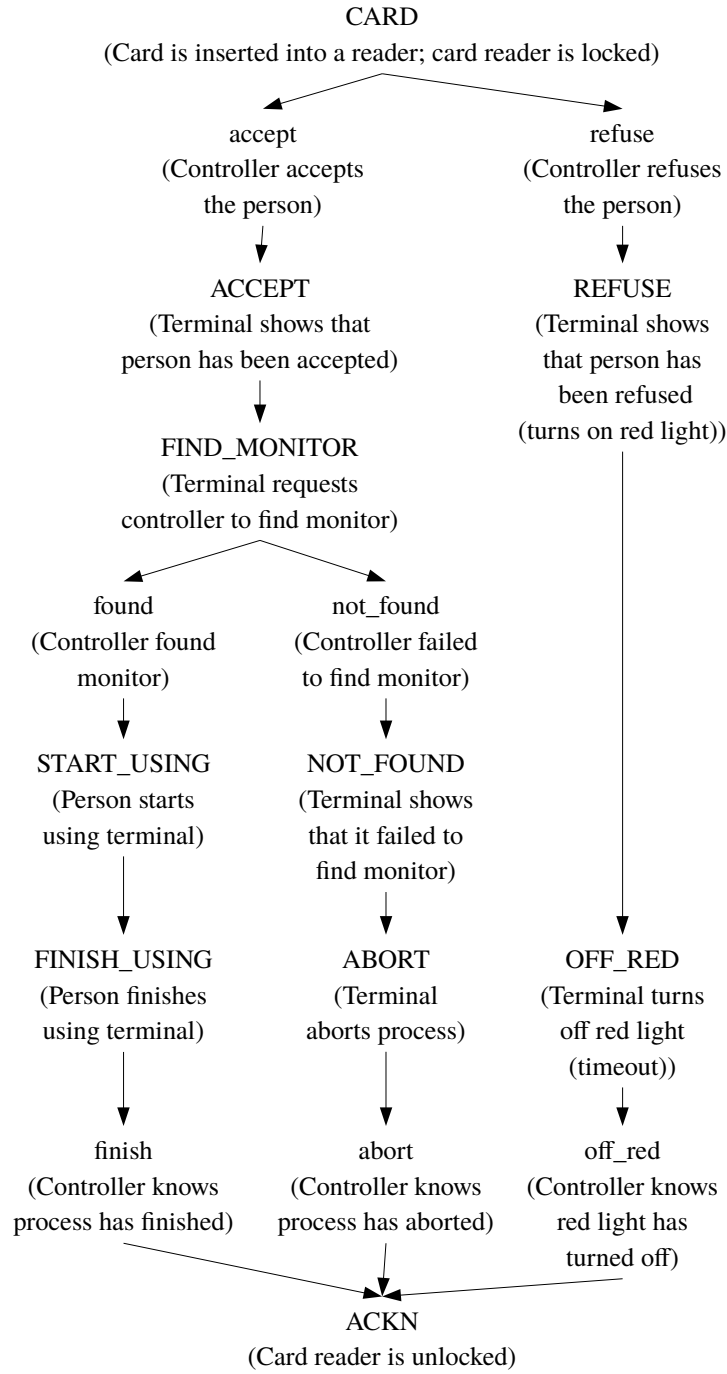 CARD
(Card is inserted into a reader; card reader is locked)
accept
(Controller accepts
the person)
refuse
(Controller refuses
the person)
ACCEPT
(Terminal shows that
person has been accepted)
REFUSE
(Terminal shows
that person has
been refused
(turns on red light))
FIND_MONITOR
(Terminal requests
controller to find monitor)
found
(Controller found
monitor)
not_found
(Controller failed
to find monitor)
START_USING
(Person starts
using terminal)
NOT_FOUND
(Terminal shows
that it failed to
find monitor)
FINISH_USING
(Person finishes
using terminal)
ABORT
(Terminal
aborts process)
OFF_RED
(Terminal turns
off red light
(timeout))
finish
(Controller knows
process has finished)
abort
(Controller knows
process has aborted)
off_red
(Controller knows
red light has
turned off)
ACKN
(Card reader is unlocked)